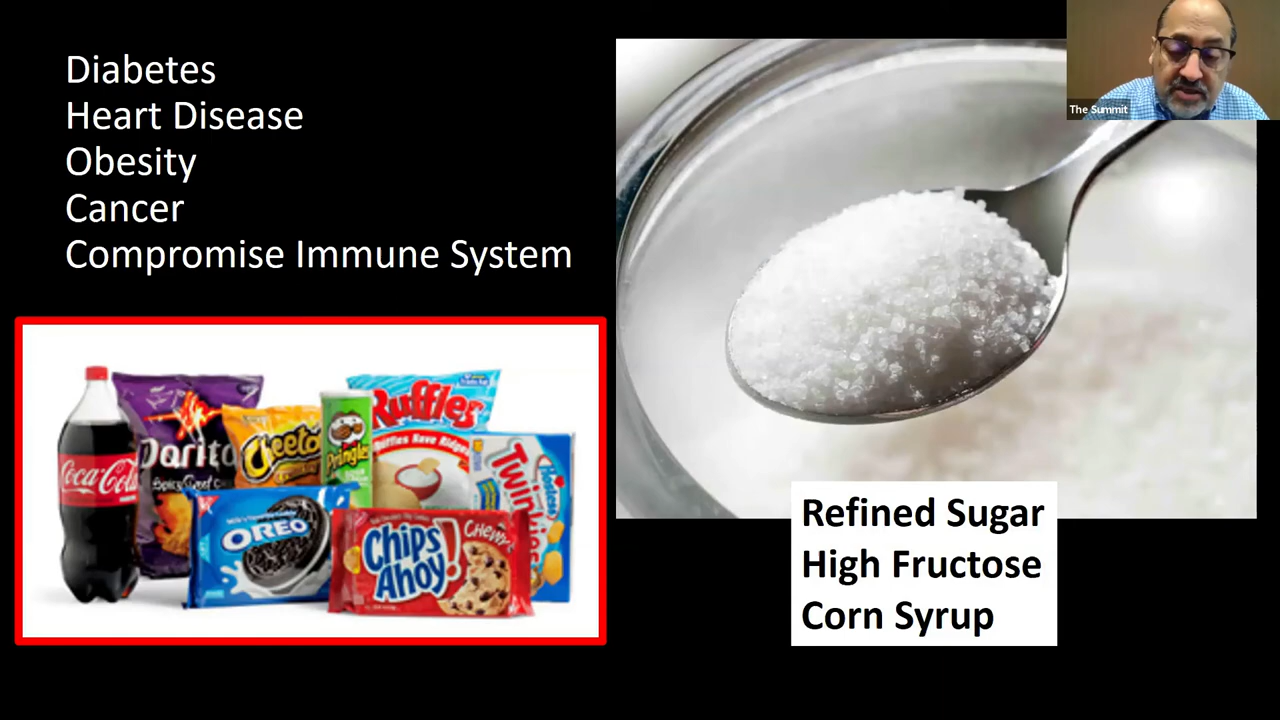 Diabetes
Heart Disease
Obesity
Cancer
Compromise Immune System
The Summit
Ruffles
Ruffles Have Ridges
Doritos
Cheetos
Pringles
Coca-Cola
Hostess
Twinkies
OREO
Chips
Ahoy!
CHEWY
Refined Sugar
High Fructose
Corn Syrup